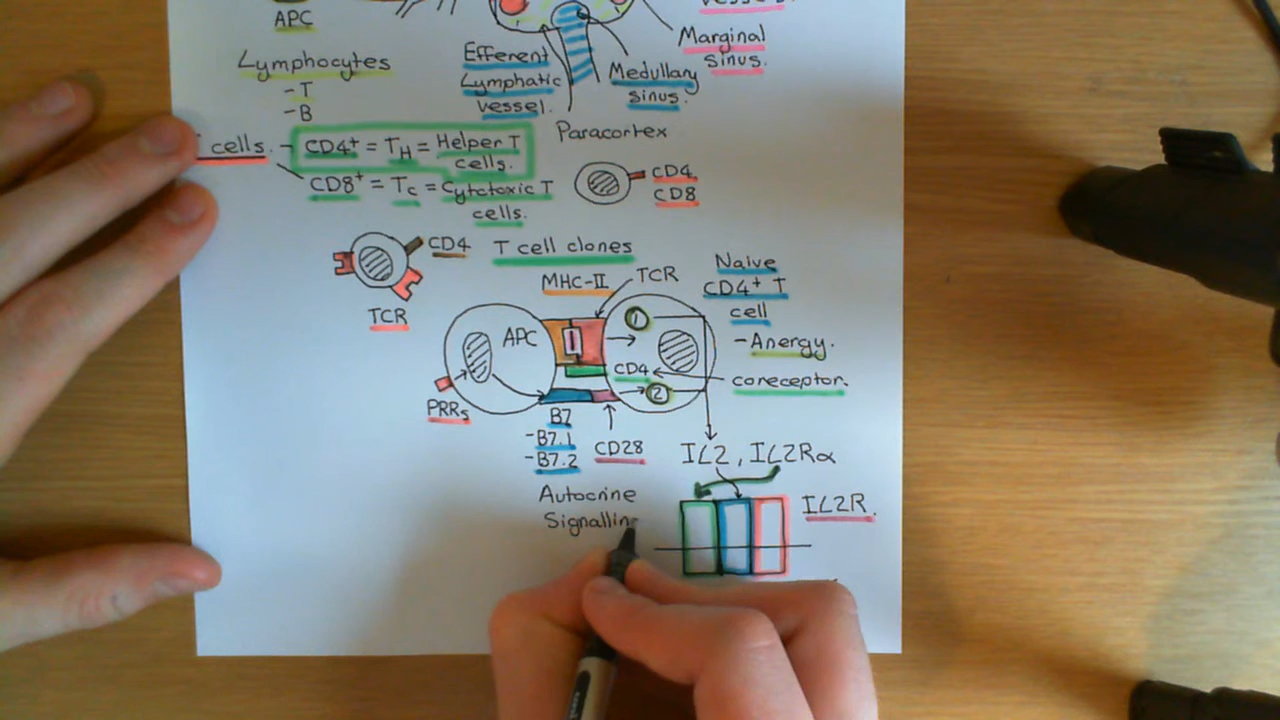 APC
Lymphocytes
-T
-B
Efferent
Lymphatic
vessel.
Medullary
sinus.
Marginal
sinus.
Paracortex
cells. - CD4+ = TH = Helper T
cells.
CD8+ = Tc = Cytotoxic T
cells.
CD4
CD8
CD4
TCR
T cell clones
MHC-II
TCR
Naive
CD4+ T
cell
-Anergy.
APC
1
CD4
coreceptor.
2
PRRs
B7
-B7.1
-B7.2
CD28
IL2, IL2Rα
Autocrine
Signallin
IL2R.